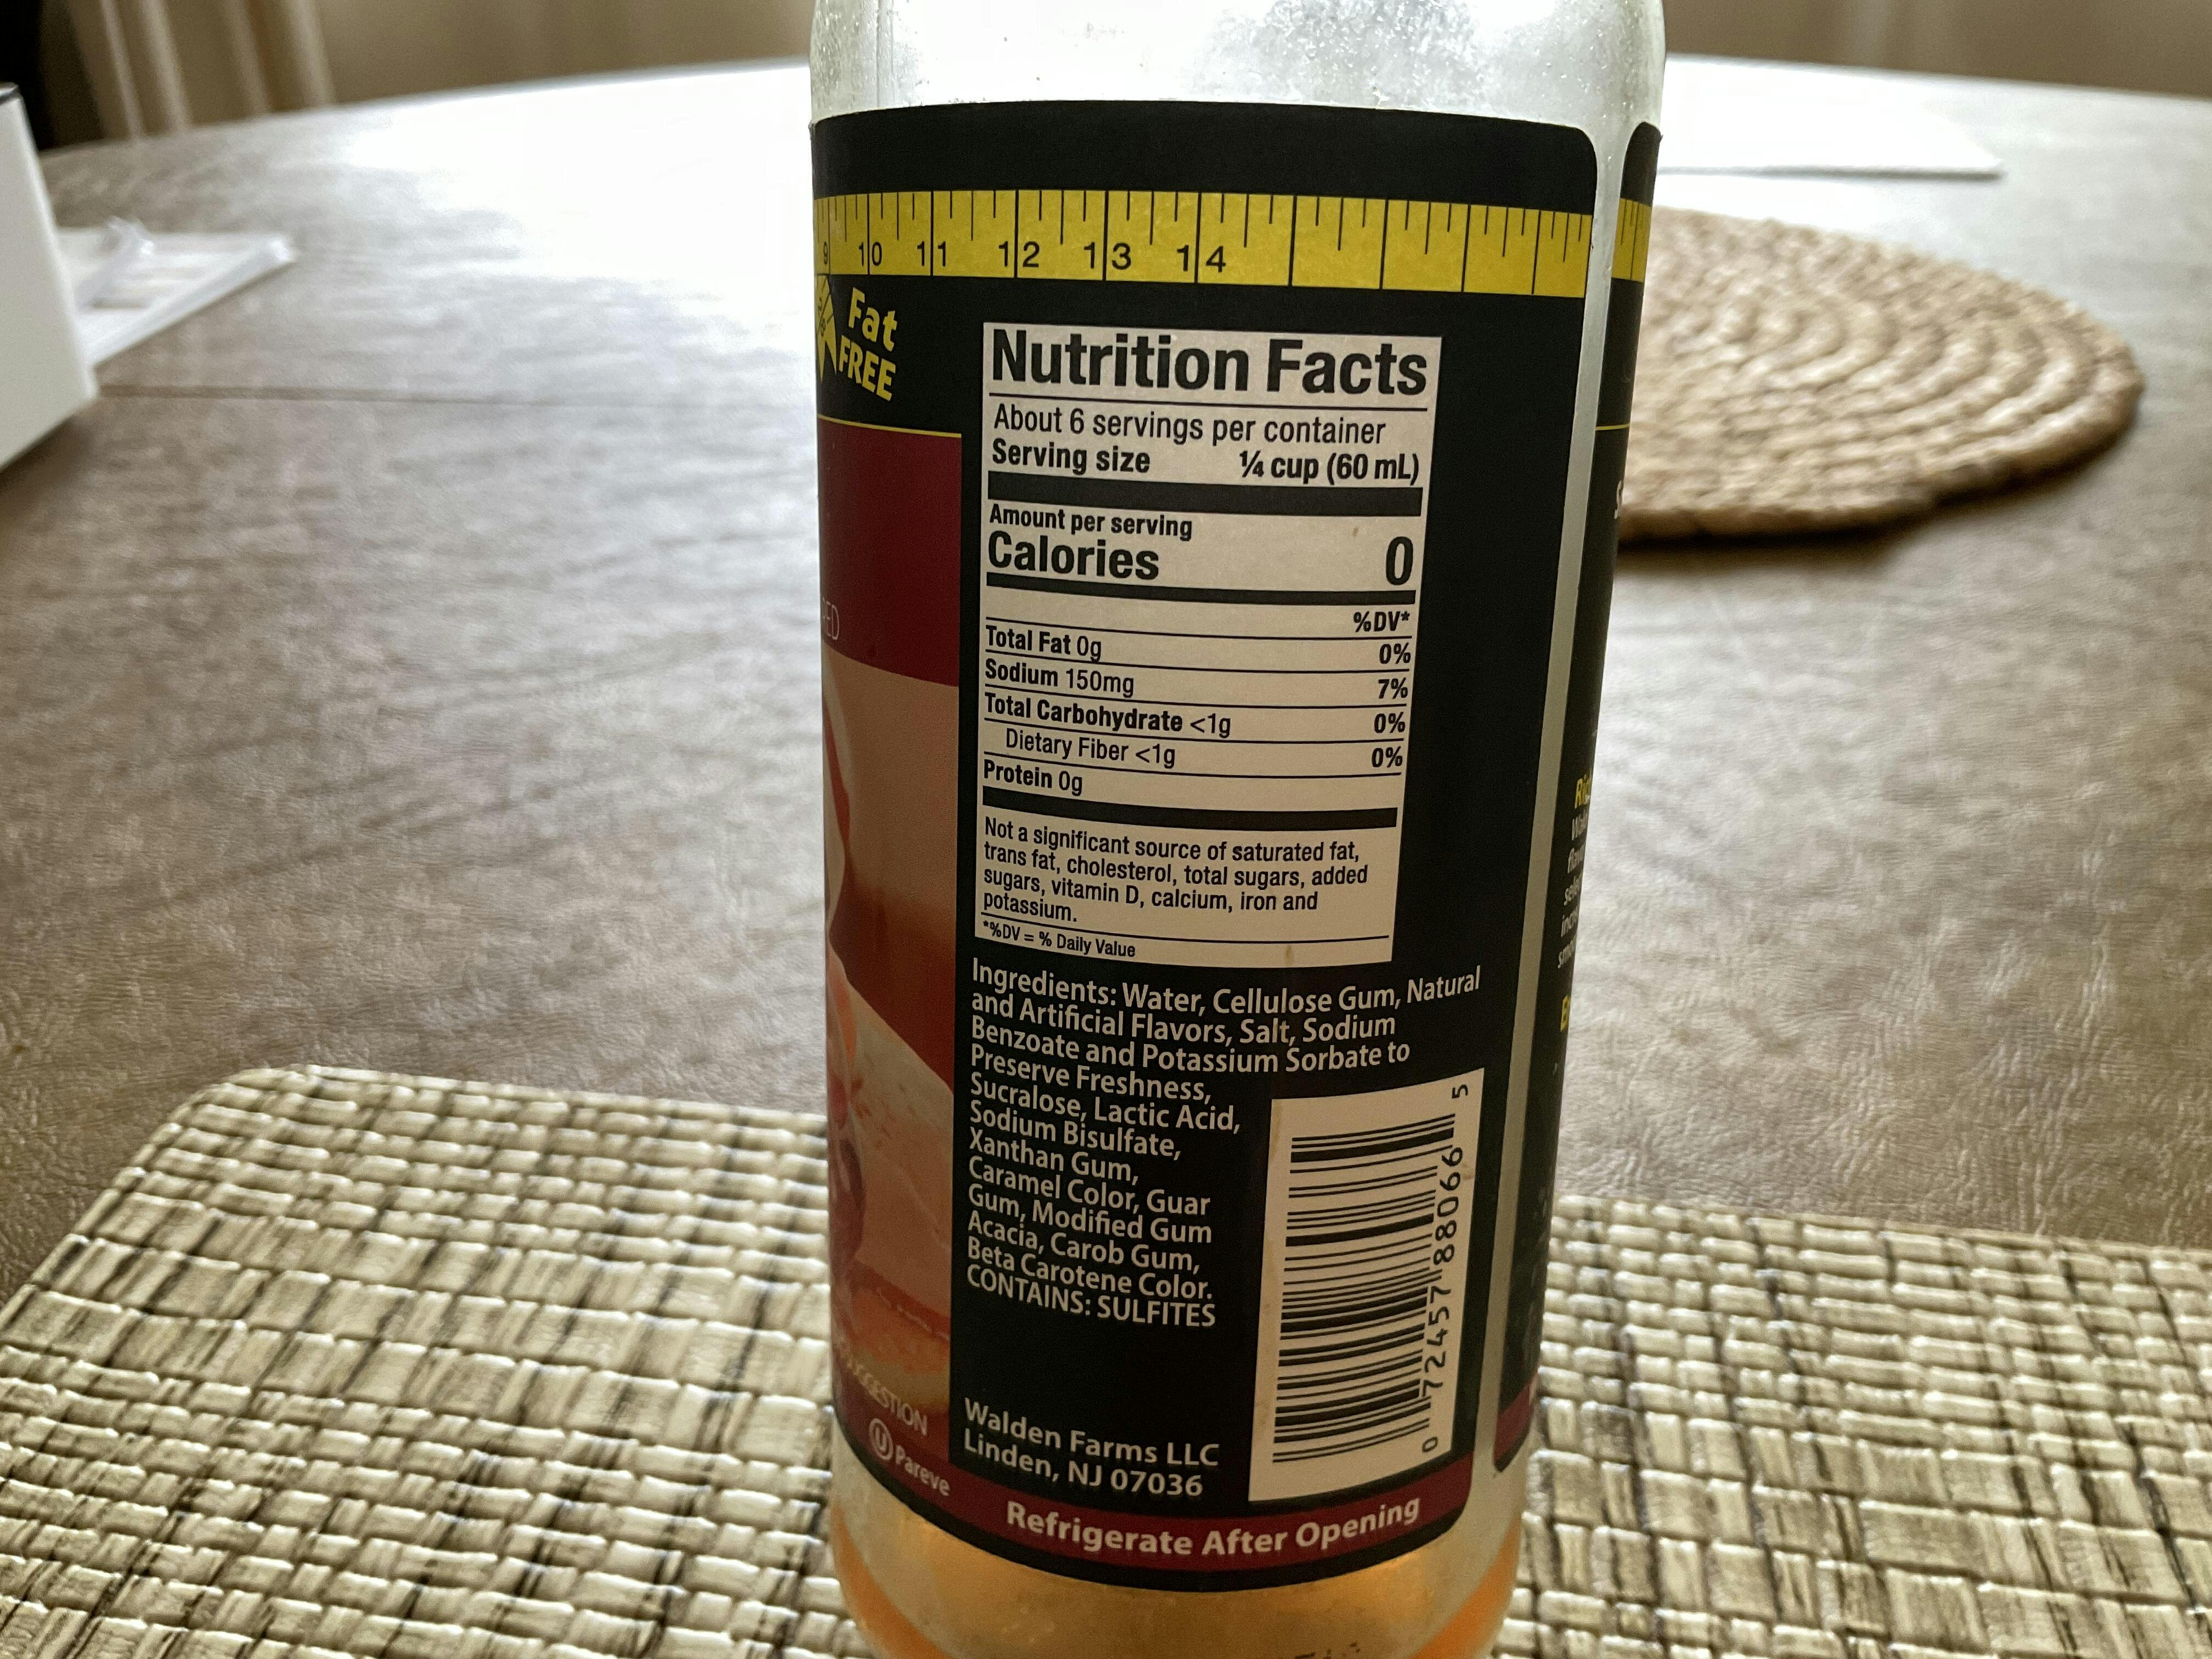 9 10 11 12 13 14
Fat
FREE
Nutrition Facts
About 6 servings per container
Serving size ¼ cup (60 mL)
Amount per serving
Calories 0
%DV*
Total Fat 0g 0%
Sodium 150mg 7%
Total Carbohydrate <1g 0%
Dietary Fiber <1g 0%
Protein 0g
Not a significant source of saturated fat,
trans fat, cholesterol, total sugars, added
sugars, vitamin D, calcium, iron and
potassium.
*%DV = % Daily Value
Ingredients: Water, Cellulose Gum, Natural
and Artificial Flavors, Salt, Sodium
Benzoate and Potassium Sorbate to
Preserve Freshness,
Sucralose, Lactic Acid,
Sodium Bisulfate,
Xanthan Gum,
Caramel Color, Guar
Gum, Modified Gum
Acacia, Carob Gum,
Beta Carotene Color.
CONTAINS: SULFITES
0 72457 88066 5
Walden Farms LLC
Linden, NJ 07036
U Pareve
Refrigerate After Opening